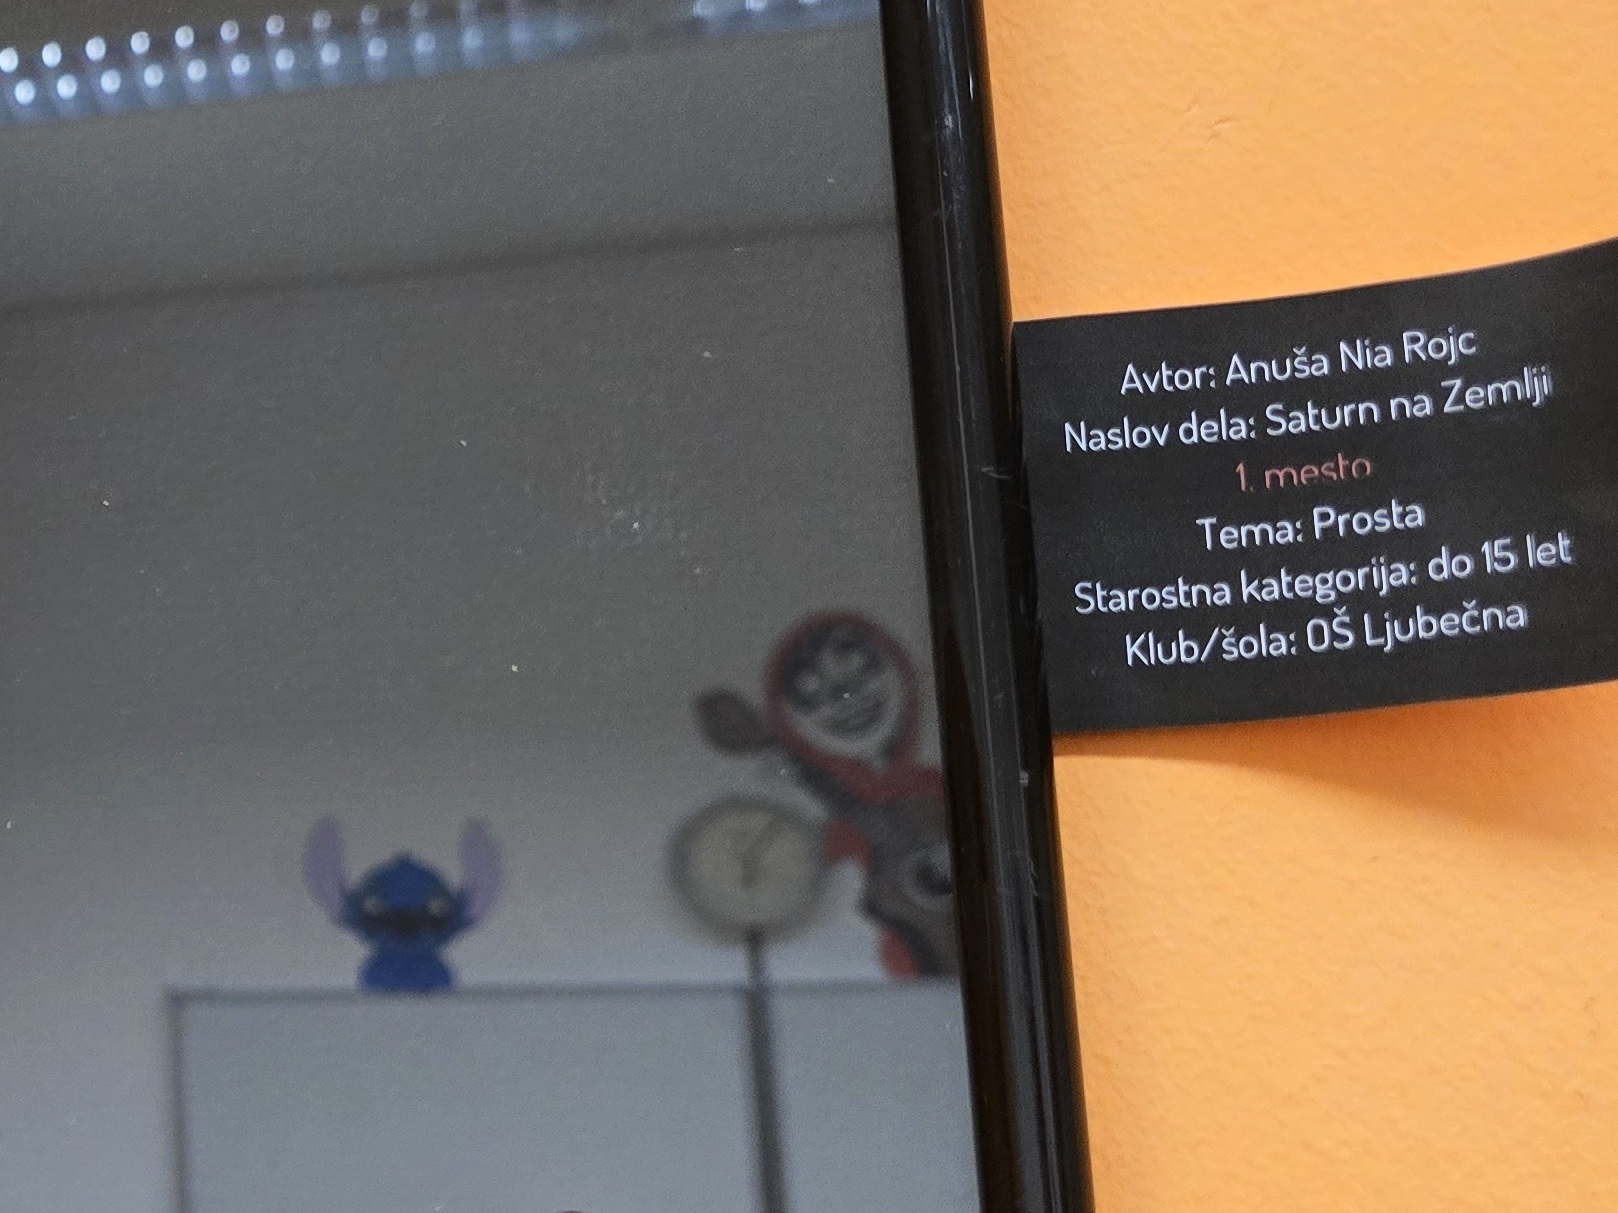 Avtor: Anuša Nia Rojc
Naslov dela: Saturn na Zemlji
1. mesto
Tema: Prosta
Starostna kategorija: do 15 let
Klub/šola: OŠ Ljubečna